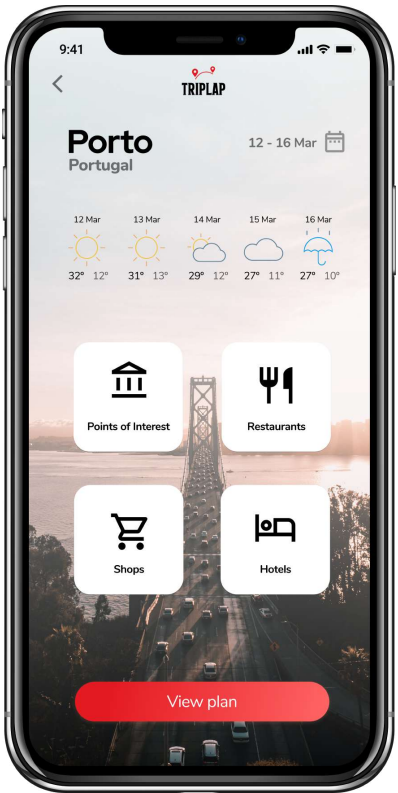 9:41
TRIPLAP
Porto
Portugal
12 - 16 Mar
12 Mar 13 Mar 14 Mar 15 Mar 16 Mar
32° 12° 31° 13° 29° 12° 27° 11° 27° 10°
Points of Interest
Restaurants
Shops
Hotels
View plan